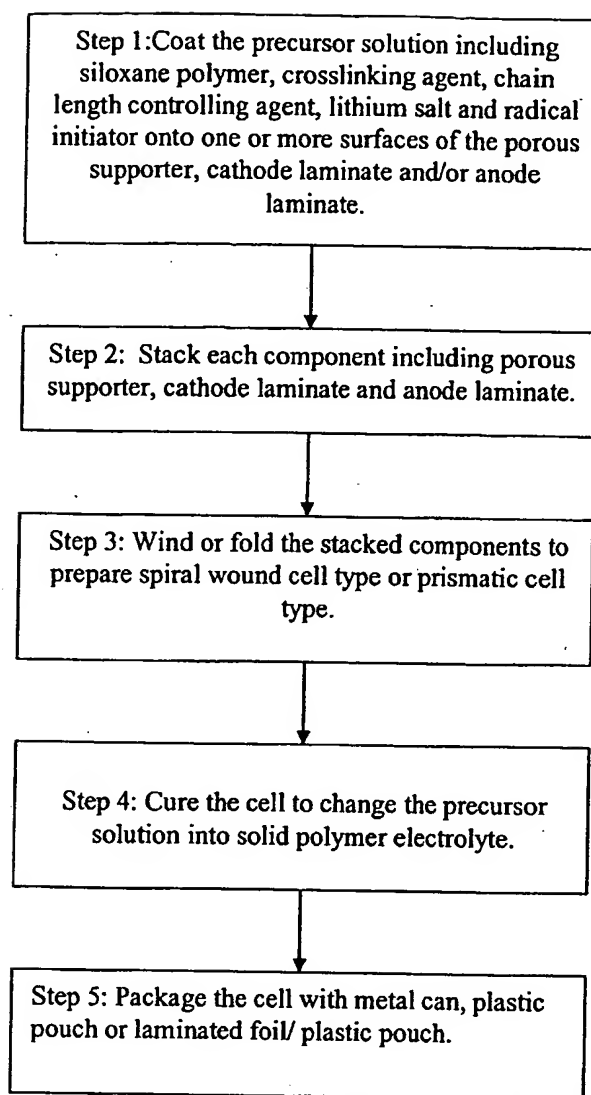 Step 1:Coat the precursor solution including
siloxane polymer, crosslinking agent, chain
length controlling agent, lithium salt and radical
initiator onto one or more surfaces of the porous
supporter, cathode laminate and/or anode
laminate.
Step 2: Stack each component including porous
supporter, cathode laminate and anode laminate.
Step 3: Wind or fold the stacked components to
prepare spiral wound cell type or prismatic cell
type.
Step 4: Cure the cell to change the precursor
solution into solid polymer electrolyte.
Step 5: Package the cell with metal can, plastic
pouch or laminated foil/ plastic pouch.